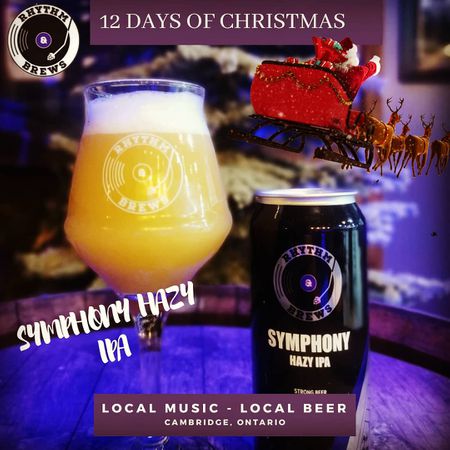 RHYTHM
&
BREWS
12 DAYS OF CHRISTMAS
RHYTHM
&
BREWS
RHYTHM
&
BREWS
SYMPHONY
HAZY IPA
STRONG BEER
SYMPHONY HAZY
IPA
LOCAL MUSIC - LOCAL BEER
CAMBRIDGE, ONTARIO